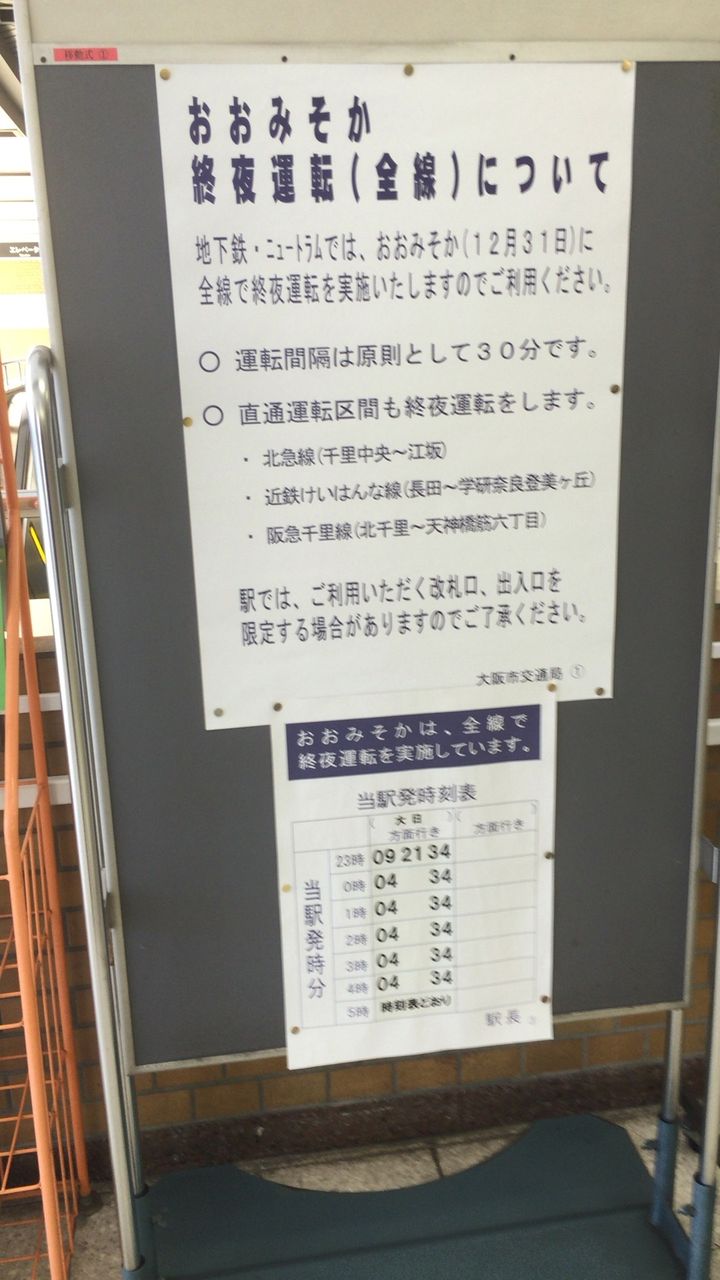 移動式 ①
おおみそか
終夜運転(全線)について
地下鉄・ニュートラムでは、おおみそか(12月31日)に
全線で終夜運転を実施いたしますのでご利用ください。
○ 運転間隔は原則として30分です。
○ 直通運転区間も終夜運転をします。
・ 北急線(千里中央～江坂)
・ 近鉄けいはんな線(長田～学研奈良登美ヶ丘)
・ 阪急千里線(北千里～天神橋筋六丁目)
駅では、ご利用いただく改札口、出入口を
限定する場合がありますのでご了承ください。
大阪市交通局
おおみそかは、全線で
終夜運転を実施しています。
当駅発時刻表
( 大日 ) ( )
方面行き 方面行き
当駅発時分
23時 09 21 34
0時 04 34
1時 04 34
2時 04 34
3時 04 34
4時 04 34
5時 時刻表どおり
駅長